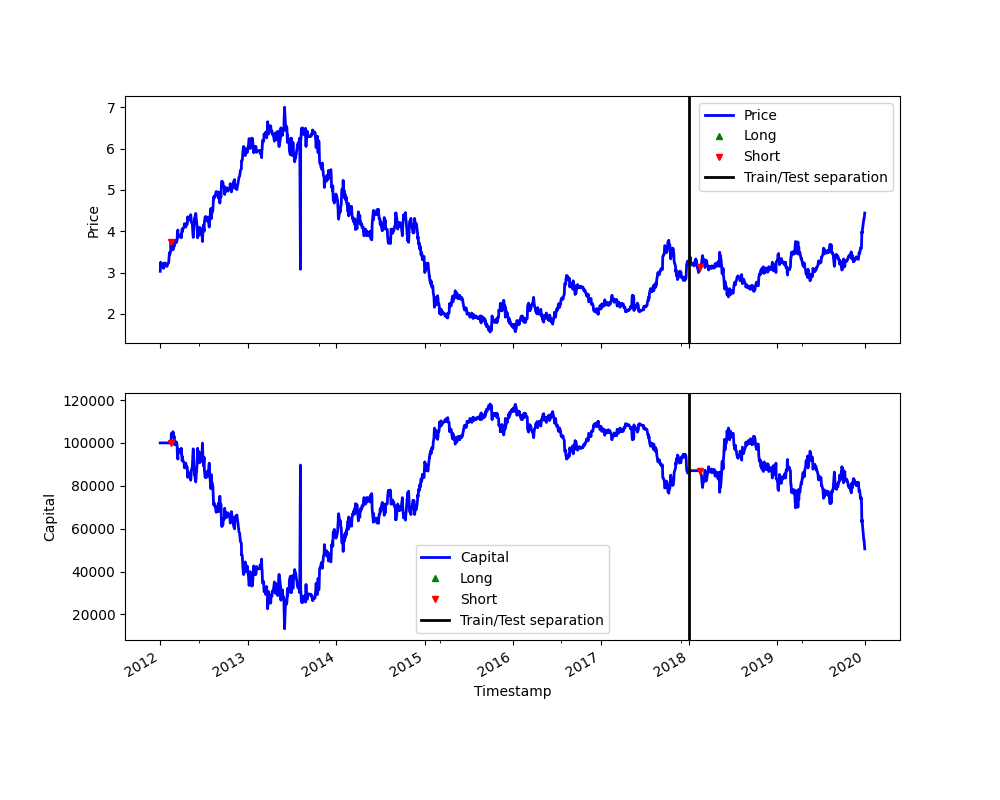 7
6
5
4
3
2
Price
Price
Long
Short
Train/Test separation
120000
100000
80000
60000
40000
20000
Capital
Capital
Long
Short
Train/Test separation
2012
2013
2014
2015
2016
2017
2018
2019
2020
Timestamp